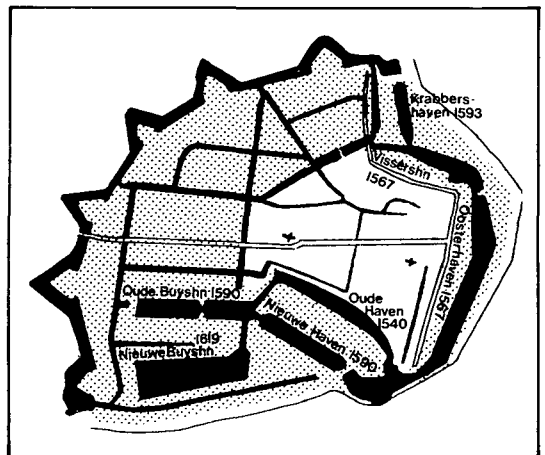 Krabbers-
haven 1593
Vissershn
1567
Oosterhaven 1567
Oude Buyshn 1590
Oude
Haven
1540
Nieuwe Haven 1590
1619
Nieuwe Buyshn